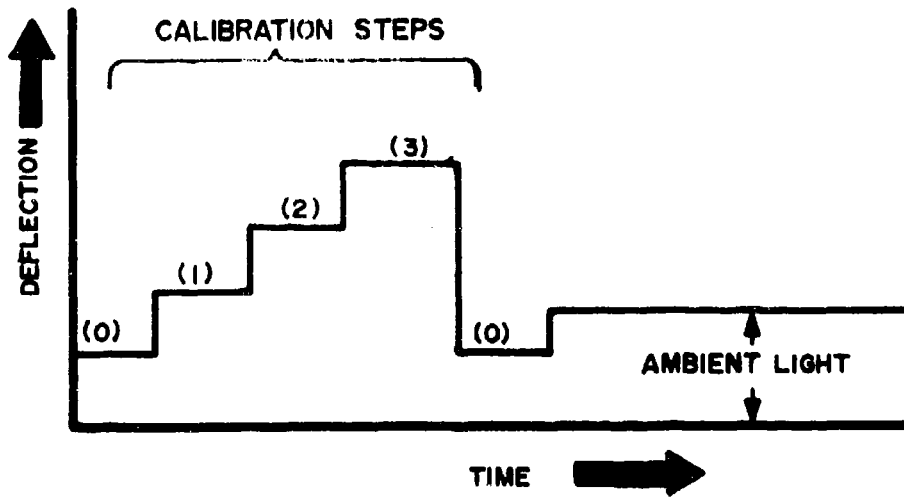 CALIBRATION STEPS
DEFLECTION
(3)
(2)
(1)
(0)
(0)
AMBIENT LIGHT
TIME